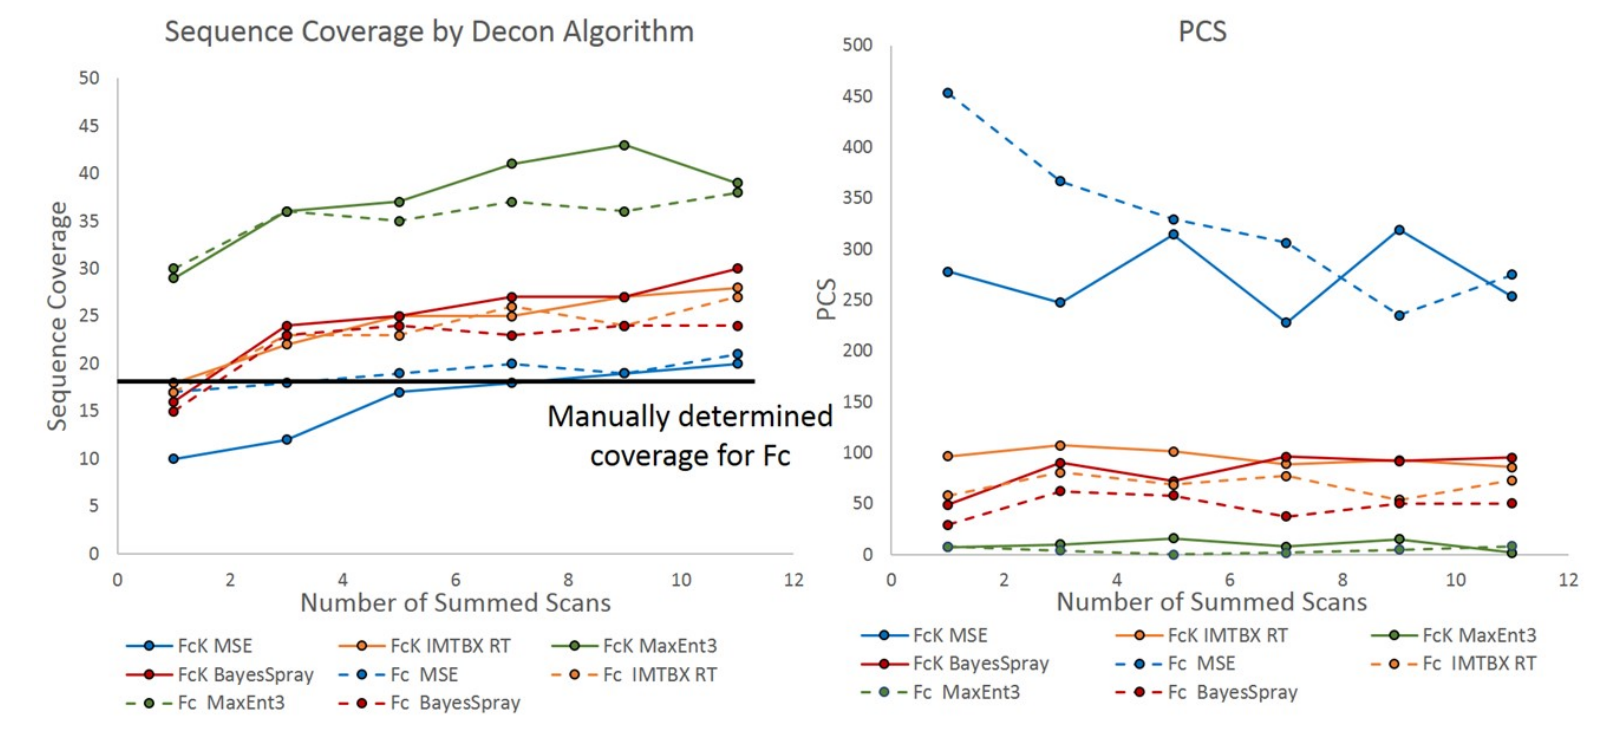 Sequence Coverage by Decon Algorithm
50
45
40
35
30
25
20
15
10
5
0
Sequence Coverage
Manually determined
coverage for Fc
0 2 4 6 8 10 12
Number of Summed Scans
FcK MSE FcK IMTBX RT FcK MaxEnt3
FcK BayesSpray Fc MSE Fc IMTBX RT
Fc MaxEnt3 Fc BayesSpray
PCS
500
450
400
350
300
250
200
150
100
50
0
PCS
0 2 4 6 8 10 12
Number of Summed Scans
FcK MSE FcK IMTBX RT FcK MaxEnt3
FcK BayesSpray Fc MSE Fc IMTBX RT
Fc MaxEnt3 Fc BayesSpray